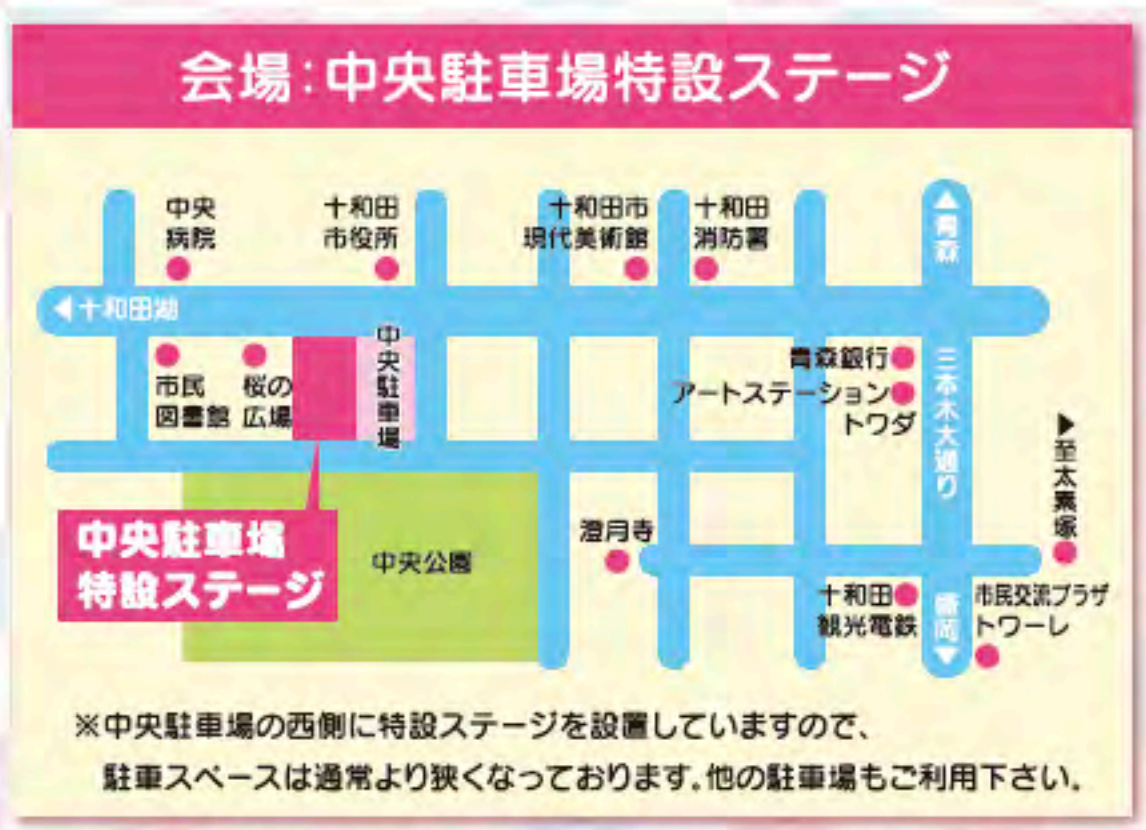 会場:中央駐車場特設ステージ
中央
病院
十和田
市役所
十和田市
現代美術館
十和田
消防署
▲青森
◀十和田湖
市民
図書館
桜の
広場
中央駐車場
青森銀行
アートステーション
トワダ
三本木大通り
▶至太素塚
中央駐車場
特設ステージ
中央公園
澄月寺
十和田
観光電鉄
盛岡▼
市民交流プラザ
トワーレ
※中央駐車場の西側に特設ステージを設置していますので、
駐車スペースは通常より狭くなっております。他の駐車場もご利用下さい。